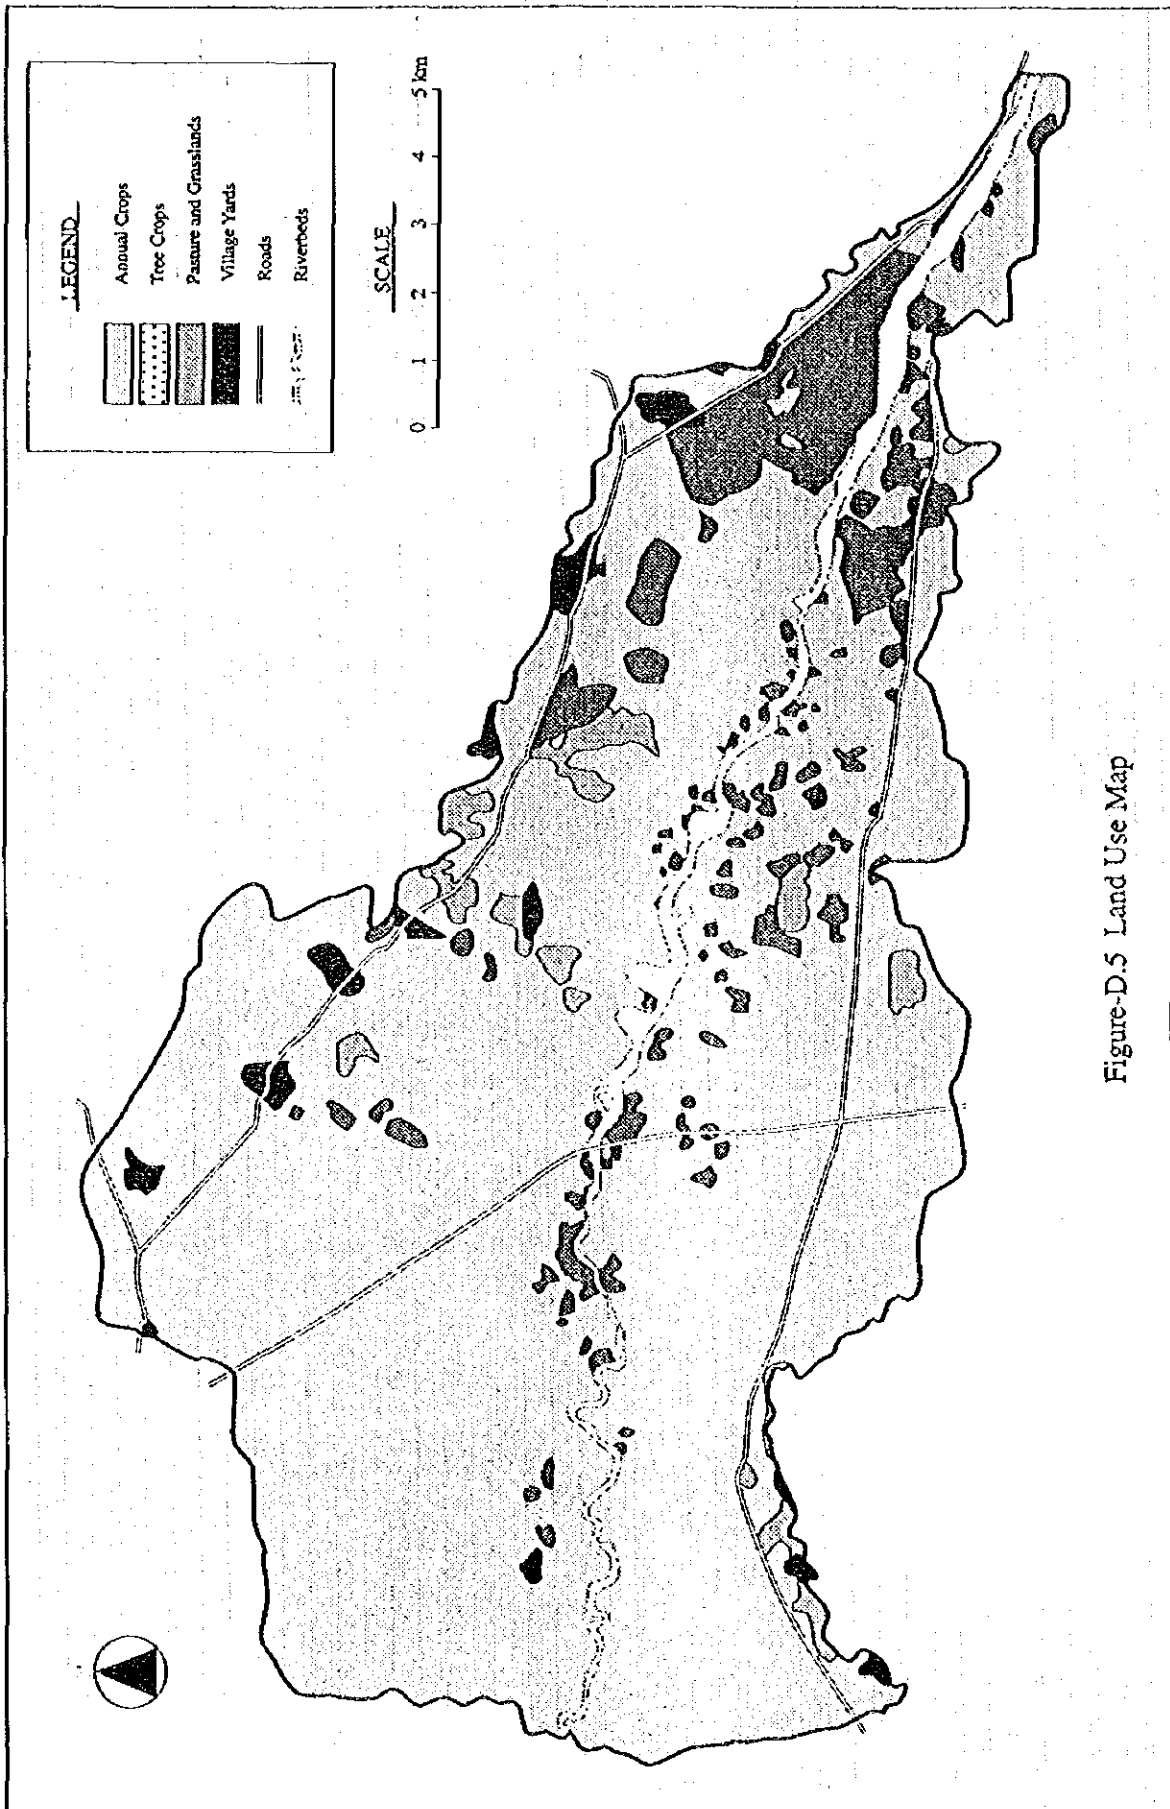 LEGEND
Annual Crops
Tree Crops
Pasture and Grasslands
Village Yards
Roads
Riverbeds
SCALE
0 1 2 3 4 5 km
Figure-D.5 Land Use Map